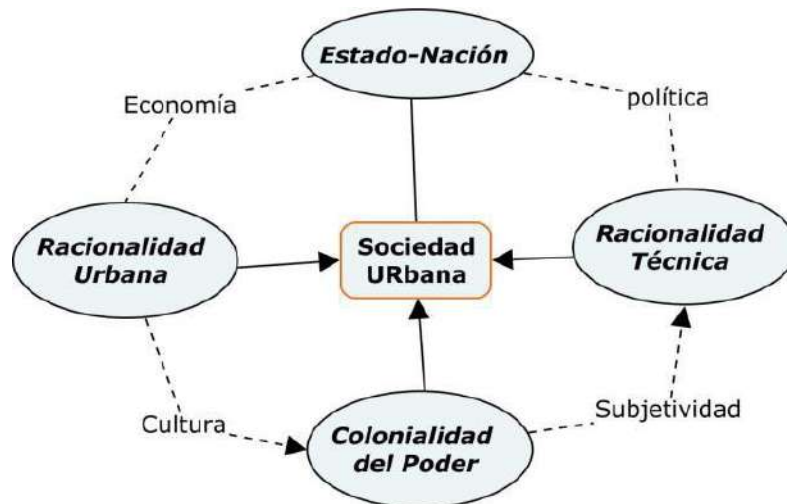 Estado-Nación
Economía
política
Racionalidad
Urbana
Sociedad
URbana
Racionalidad
Técnica
Cultura
Subjetividad
Colonialidad
del Poder